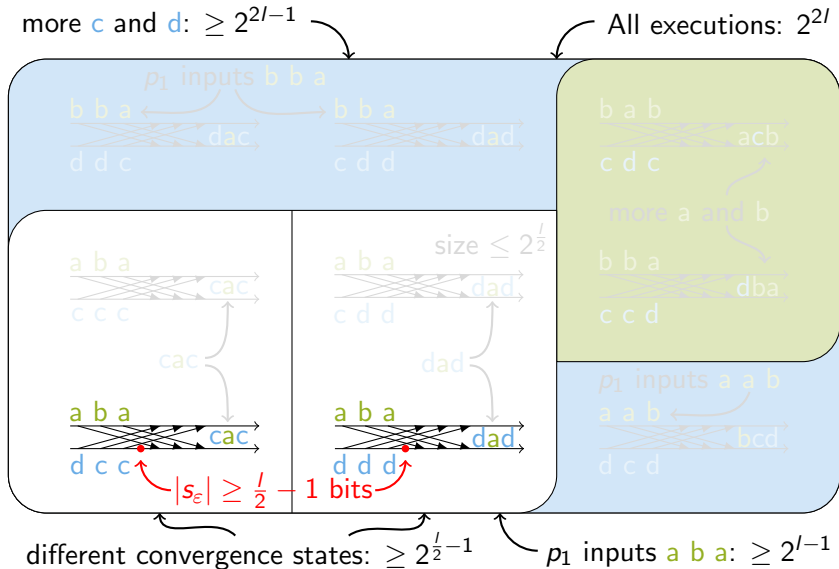 more c and d: ≥ 2^{2l−1}
All executions: 2^{2l}
p₁ inputs b b a
b b a
dac
d d c
b b a
dad
c d d
b a b
acb
c d c
more a and b
size ≤ 2^{l/2}
a b a
cac
c c c
a b a
dad
c d d
b b a
dba
c c d
cac
dad
p₁ inputs a a b
a b a
cac
d c c
a b a
dad
d d d
a a b
bcd
c d d
|s_ε| ≥ l/2 − 1 bits
different convergence states: ≥ 2^{l/2−1}
p₁ inputs a b a: ≥ 2^{l−1}